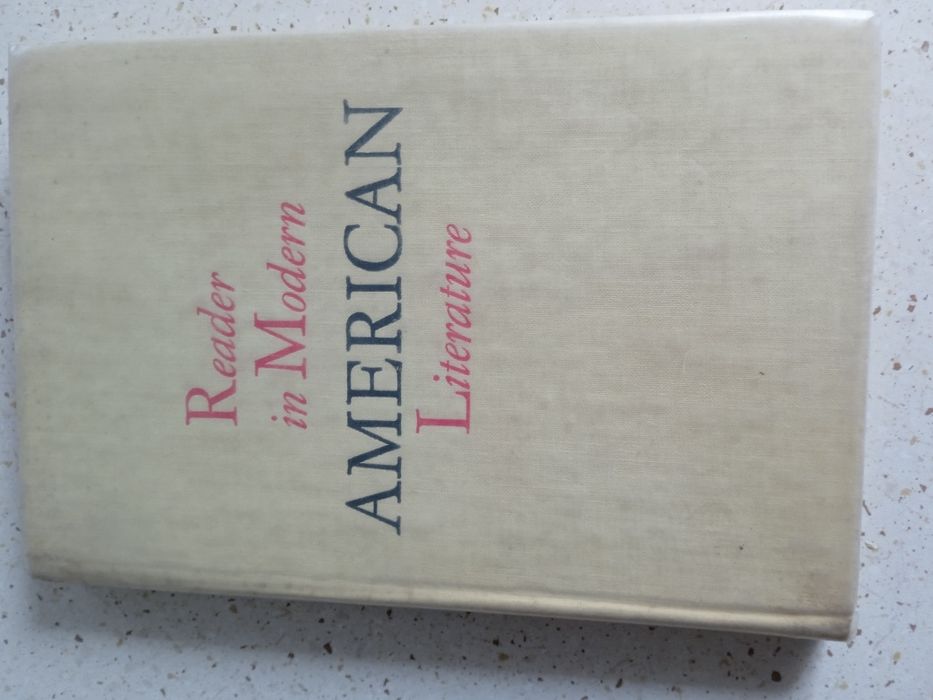 Reader
in Modern
AMERICAN
Literature